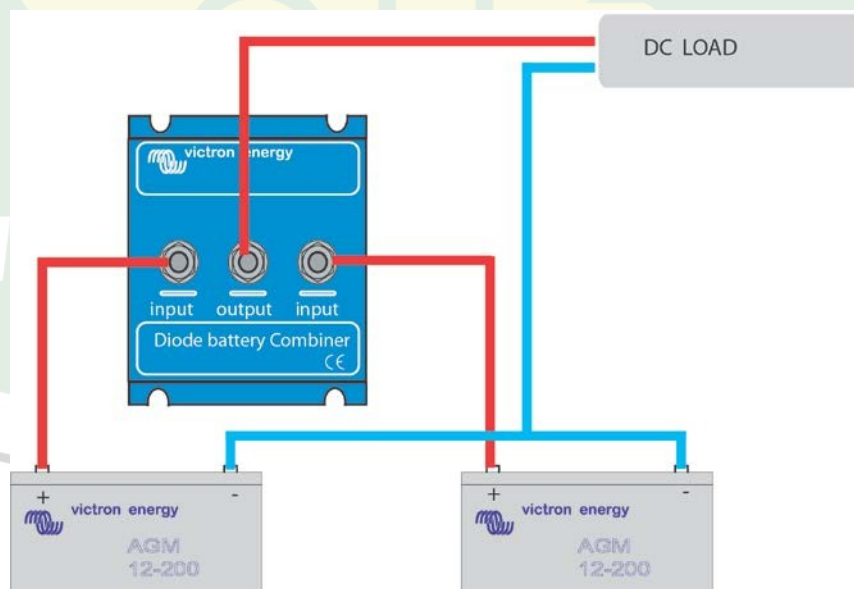 DC LOAD
victron energy
input output input
Diode battery Combiner
CE
+ -
victron energy
AGM
12-200
+ -
victron energy
AGM
12-200